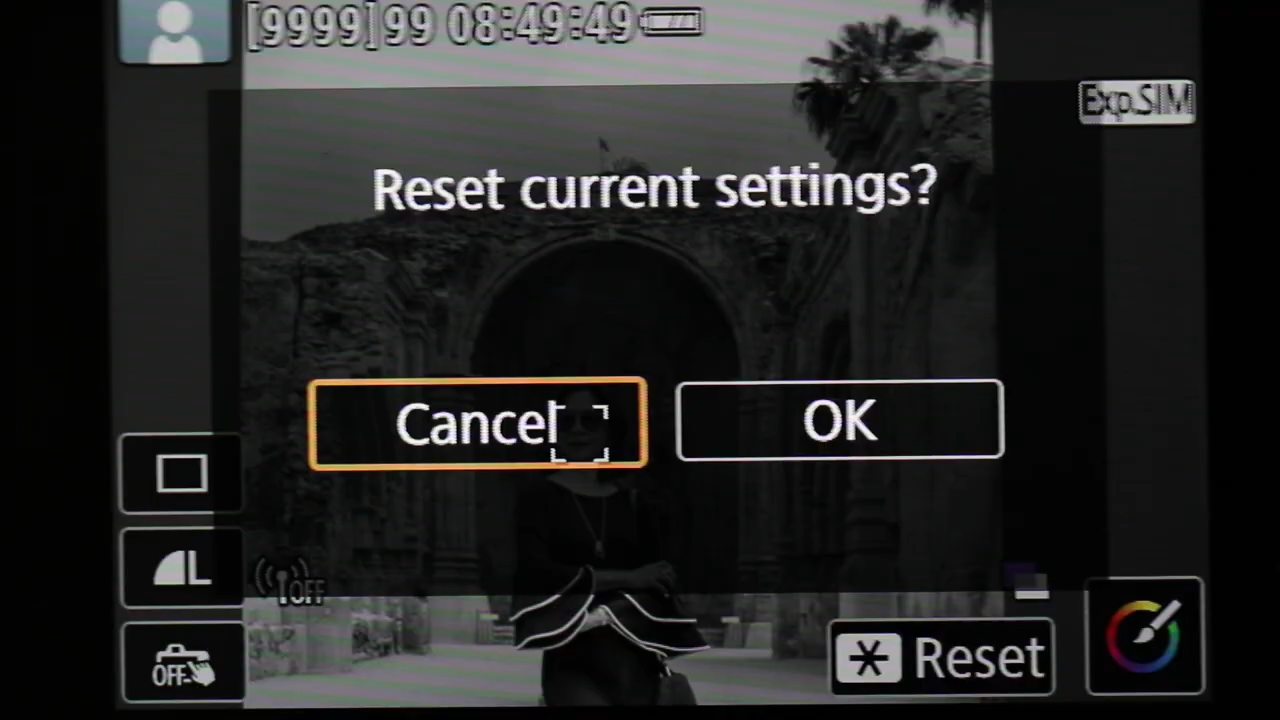 [9999]99 08:49:49
Exp.SIM
Reset current settings?
Cancel OK
L
OFF
OFF
* Reset